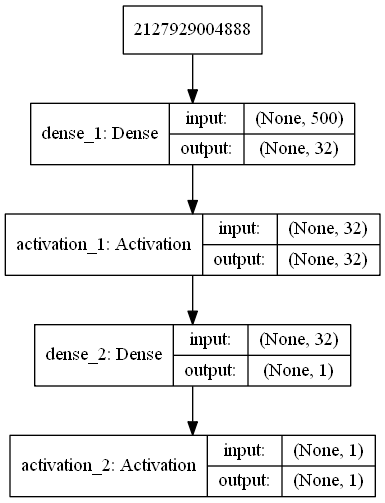 2127929004888
dense_1: Dense
input: (None, 500)
output: (None, 32)
activation_1: Activation
input: (None, 32)
output: (None, 32)
dense_2: Dense
input: (None, 32)
output: (None, 1)
activation_2: Activation
input: (None, 1)
output: (None, 1)